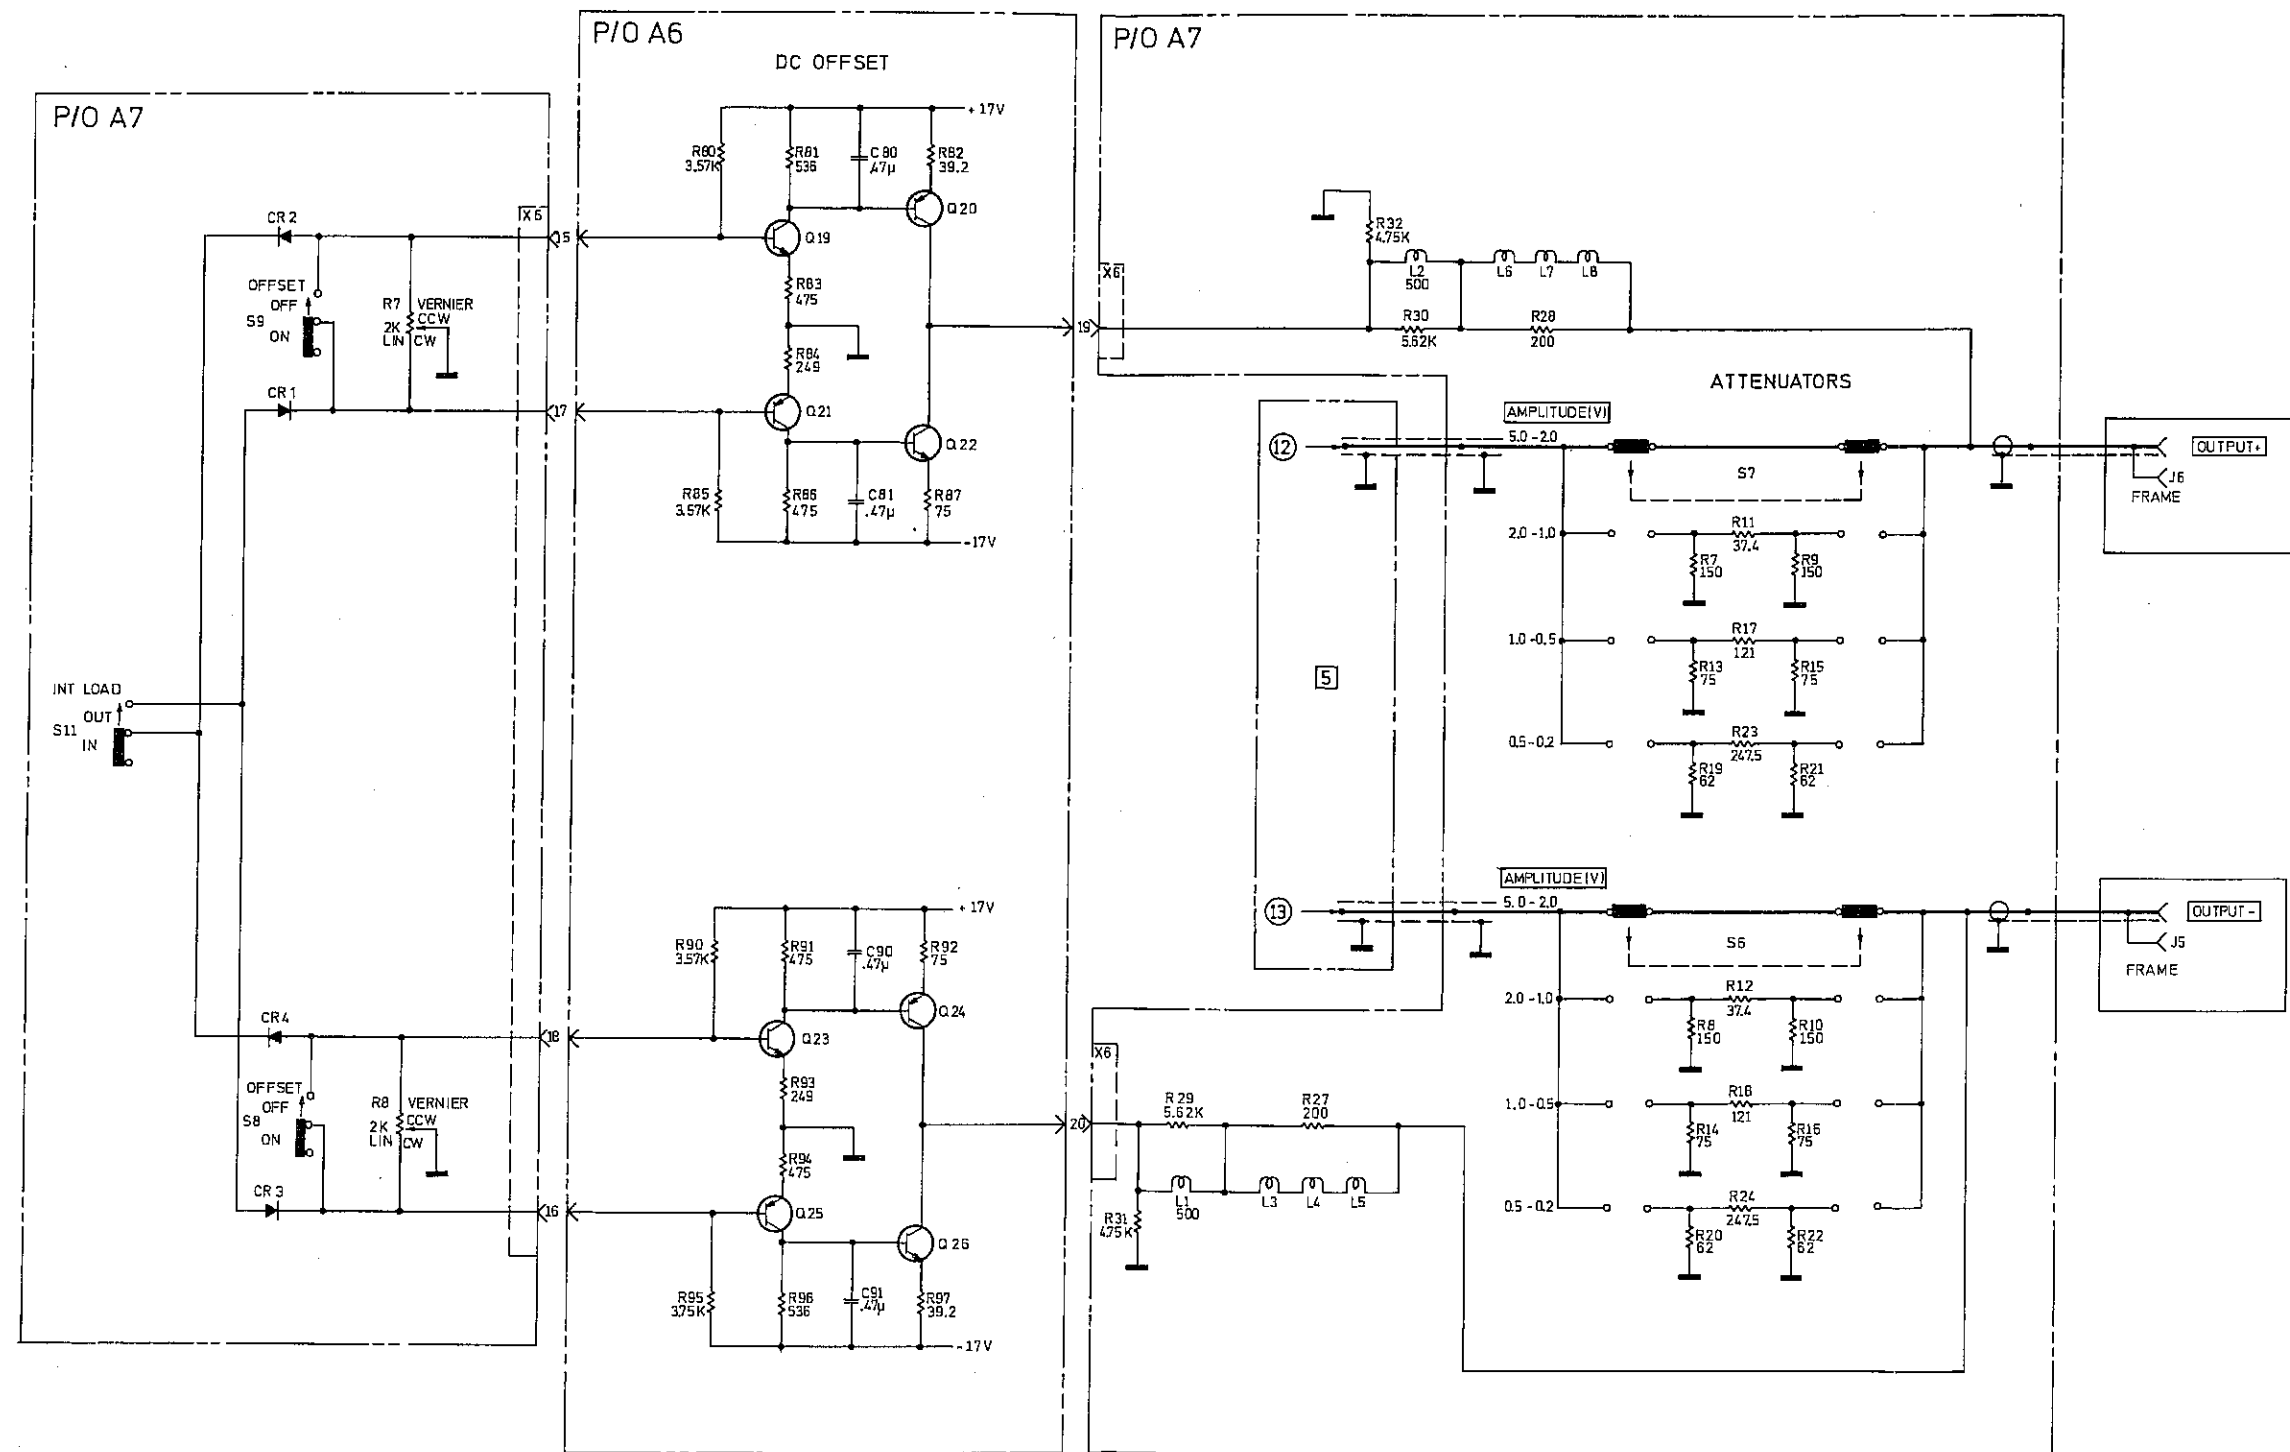 P/O A7
CR2
OFFSET
OFF
S9
ON
R7
2K
LIN
VERNIER
CCW
CW
CR1
INT LOAD
OUT
S11
IN
CR4
OFFSET
OFF
S8
ON
R8
2K
LIN
VERNIER
CCW
CW
CR3
X6
15
17
18
16
P/O A6
DC OFFSET
+17V
R80
3.57K
R81
536
C80
.47µ
R82
39.2
Q20
Q19
R83
475
R84
249
Q21
Q22
R85
3.57K
R86
475
C81
.47µ
R87
75
-17V
+17V
R90
3.57K
R91
475
C90
.47µ
R92
75
Q24
Q23
R93
249
R94
475
Q25
Q26
R95
3.75K
R96
536
C91
.47µ
R97
39.2
-17V
19
20
P/O A7
X6
R32
4.75K
L2
500
L6
L7
L8
R30
5.62K
R28
200
ATTENUATORS
5
12
AMPLITUDE(V)
5.0-2.0
S7
2.0-1.0
R11
37.4
R7
150
R9
150
1.0-0.5
R17
121
R13
75
R15
75
0.5-0.2
R23
247.5
R19
62
R21
62
OUTPUT+
J6
FRAME
13
AMPLITUDE(V)
5.0-2.0
S6
2.0-1.0
R12
37.4
R8
150
R10
150
1.0-0.5
R18
121
R14
75
R16
75
0.5-0.2
R24
247.5
R20
62
R22
62
OUTPUT-
J5
FRAME
X6
R29
5.62K
R27
200
L1
500
L3
L4
L5
R31
4.75K